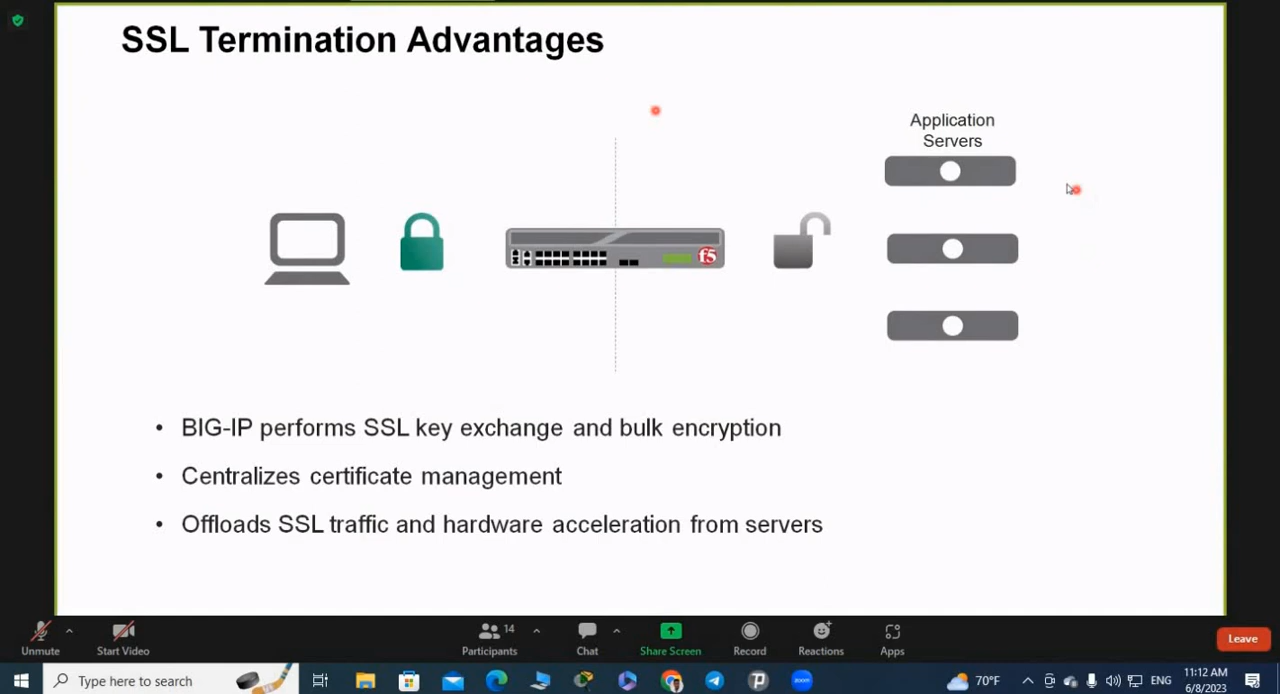 SSL Termination Advantages
Application
Servers
f5
• BIG-IP performs SSL key exchange and bulk encryption
• Centralizes certificate management
• Offloads SSL traffic and hardware acceleration from servers
Unmute
Start Video
14
Participants
Chat
Share Screen
Record
Reactions
Apps
Leave
Type here to search
zoom
70°F
ENG
11:12 AM
6/8/2023